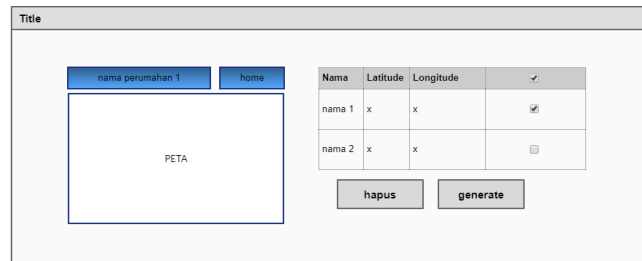 Title
nama perumahan 1 home
PETA
Nama Latitude Longitude
nama 1 x x
nama 2 x x
hapus generate